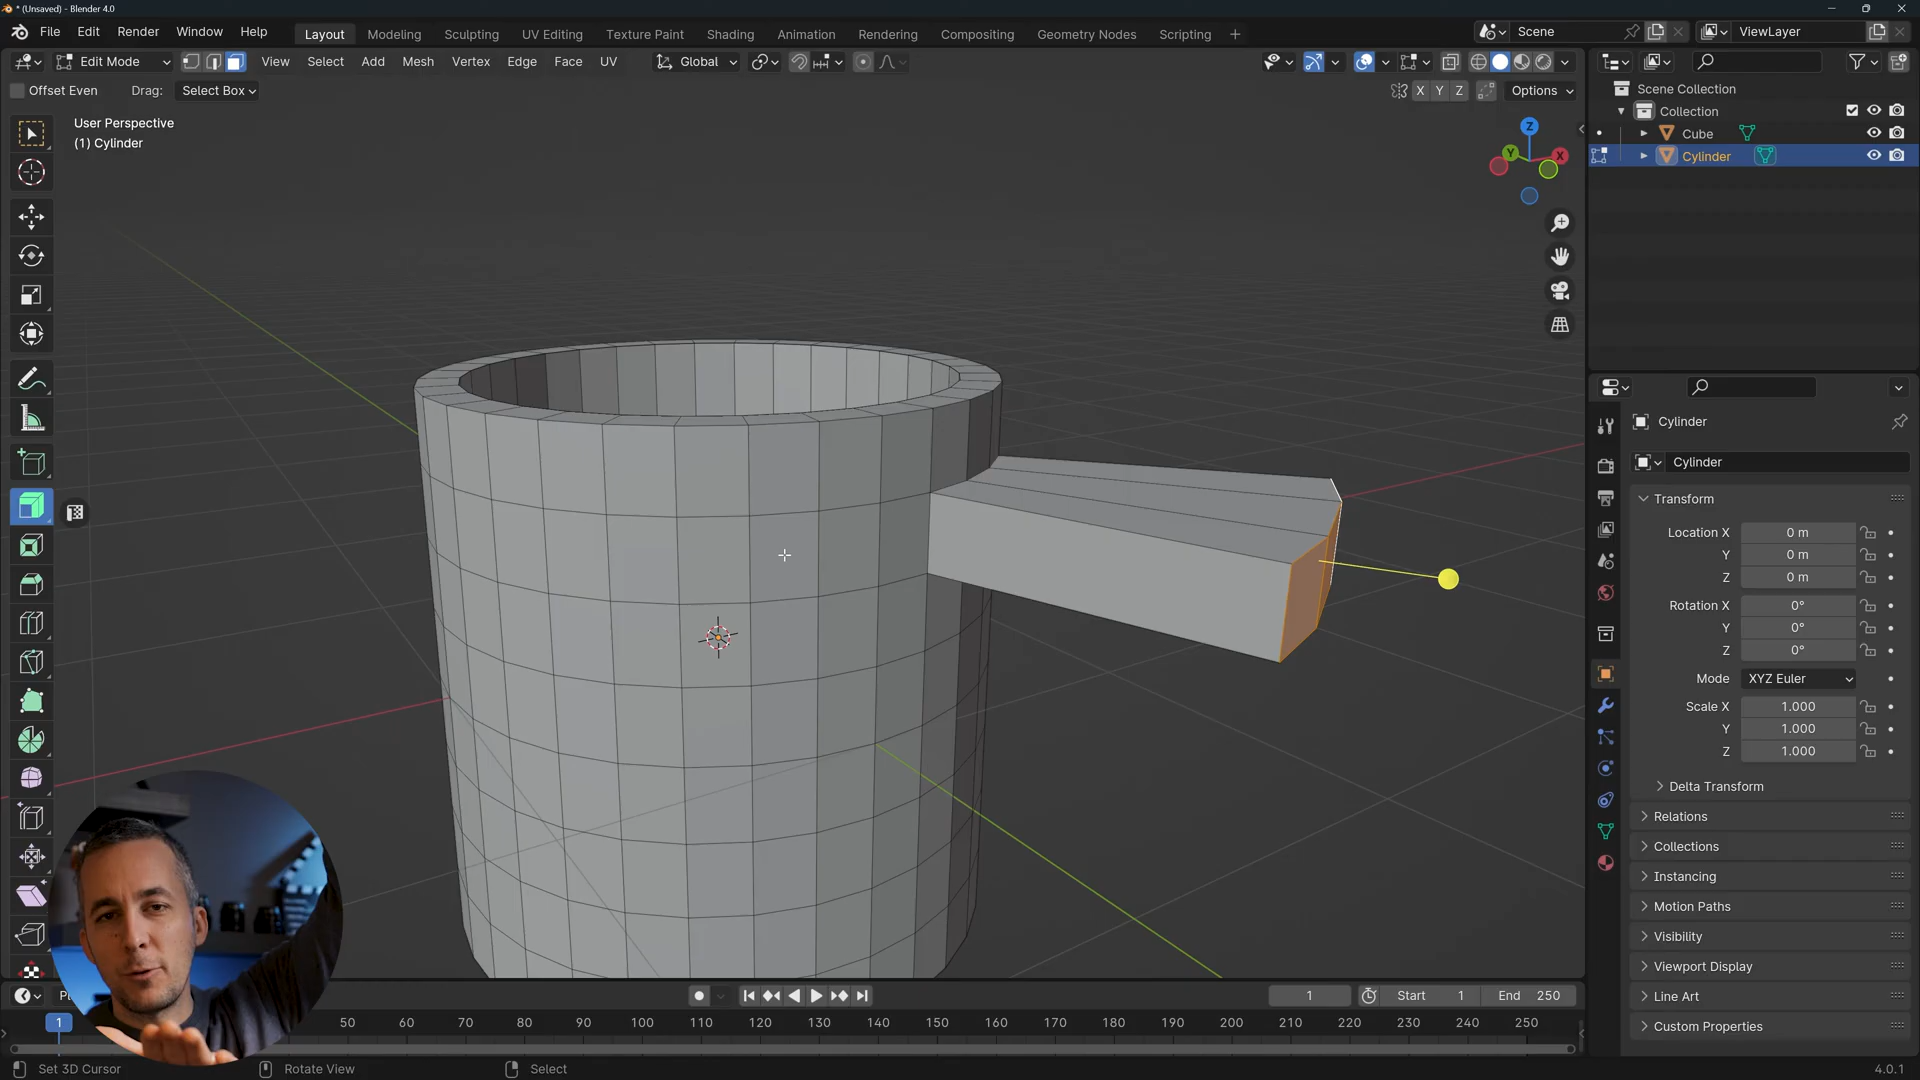 * (Unsaved) - Blender 4.0
File Edit Render Window Help
Layout Modeling Sculpting UV Editing Texture Paint Shading Animation Rendering Compositing Geometry Nodes Scripting +
Scene
ViewLayer
Edit Mode View Select Add Mesh Vertex Edge Face UV Global
Offset Even Drag: Select Box
X Y Z Options
User Perspective
(1) Cylinder
Z
Y
X
Scene Collection
Collection
Cube
Cylinder
Cylinder
Cylinder
Transform
Location X 0 m
Y 0 m
Z 0 m
Rotation X 0°
Y 0°
Z 0°
Mode XYZ Euler
Scale X 1.000
Y 1.000
Z 1.000
Delta Transform
Relations
Collections
Instancing
Motion Paths
Visibility
Viewport Display
Line Art
Custom Properties
1 Start 1 End 250
1 50 60 70 80 90 100 110 120 130 140 150 160 170 180 190 200 210 220 230 240 250
Set 3D Cursor Rotate View Select 4.0.1